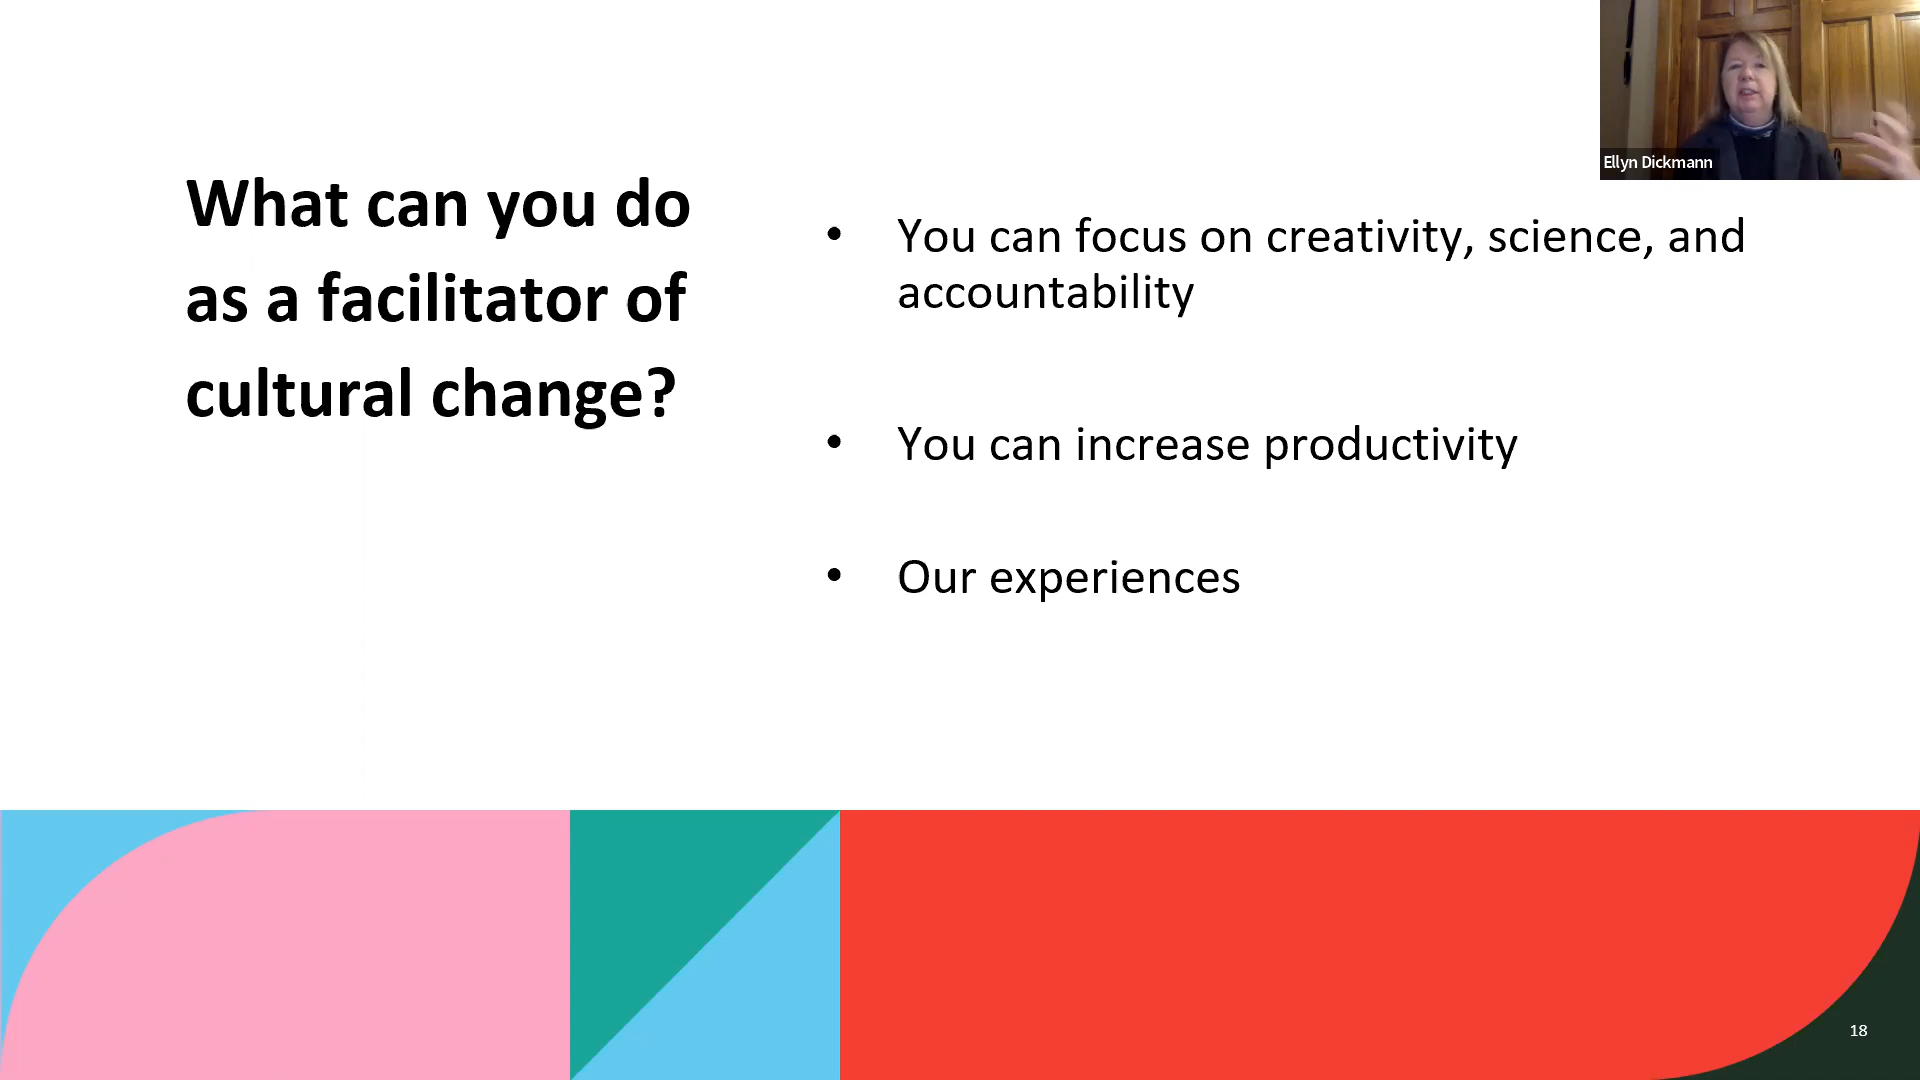 What can you do
as a facilitator of
cultural change?
• You can focus on creativity, science, and
accountability
• You can increase productivity
• Our experiences
Ellyn Dickmann
18